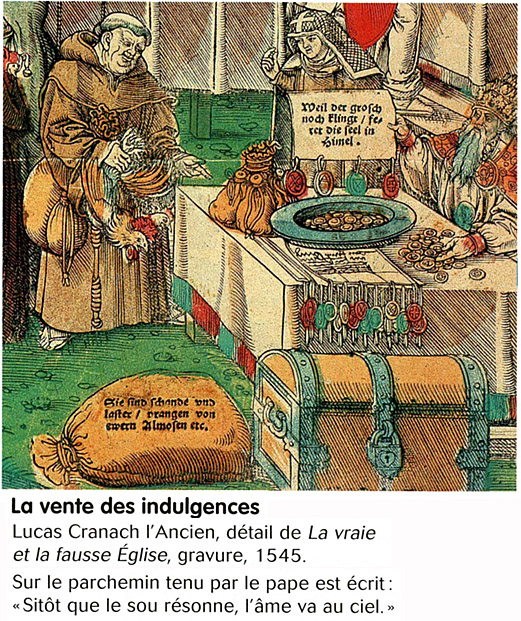 Weil der grosch
noch klingt / fe-
ret die seel in
Himel.
Sie sind schande vnd
laster / prangen von
ewern Almosen etc.
La vente des indulgences
Lucas Cranach l'Ancien, détail de La vraie
et la fausse Église, gravure, 1545.
Sur le parchemin tenu par le pape est écrit :
« Sitôt que le sou résonne, l'âme va au ciel. »